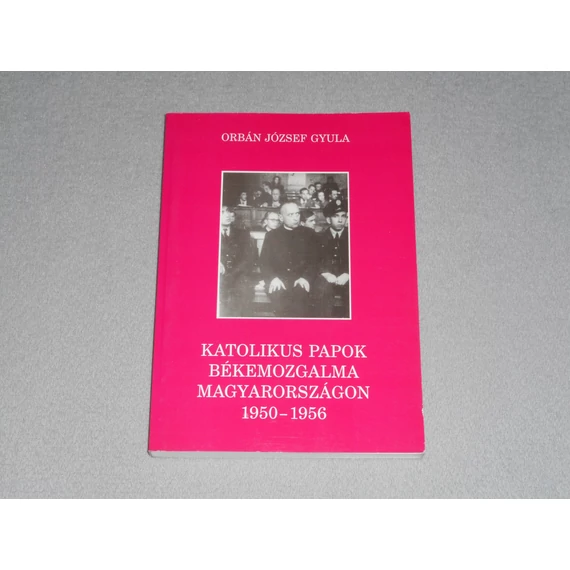 ORBÁN JÓZSEF GYULA
KATOLIKUS PAPOK
BÉKEMOZGALMA
MAGYARORSZÁGON
1950–1956